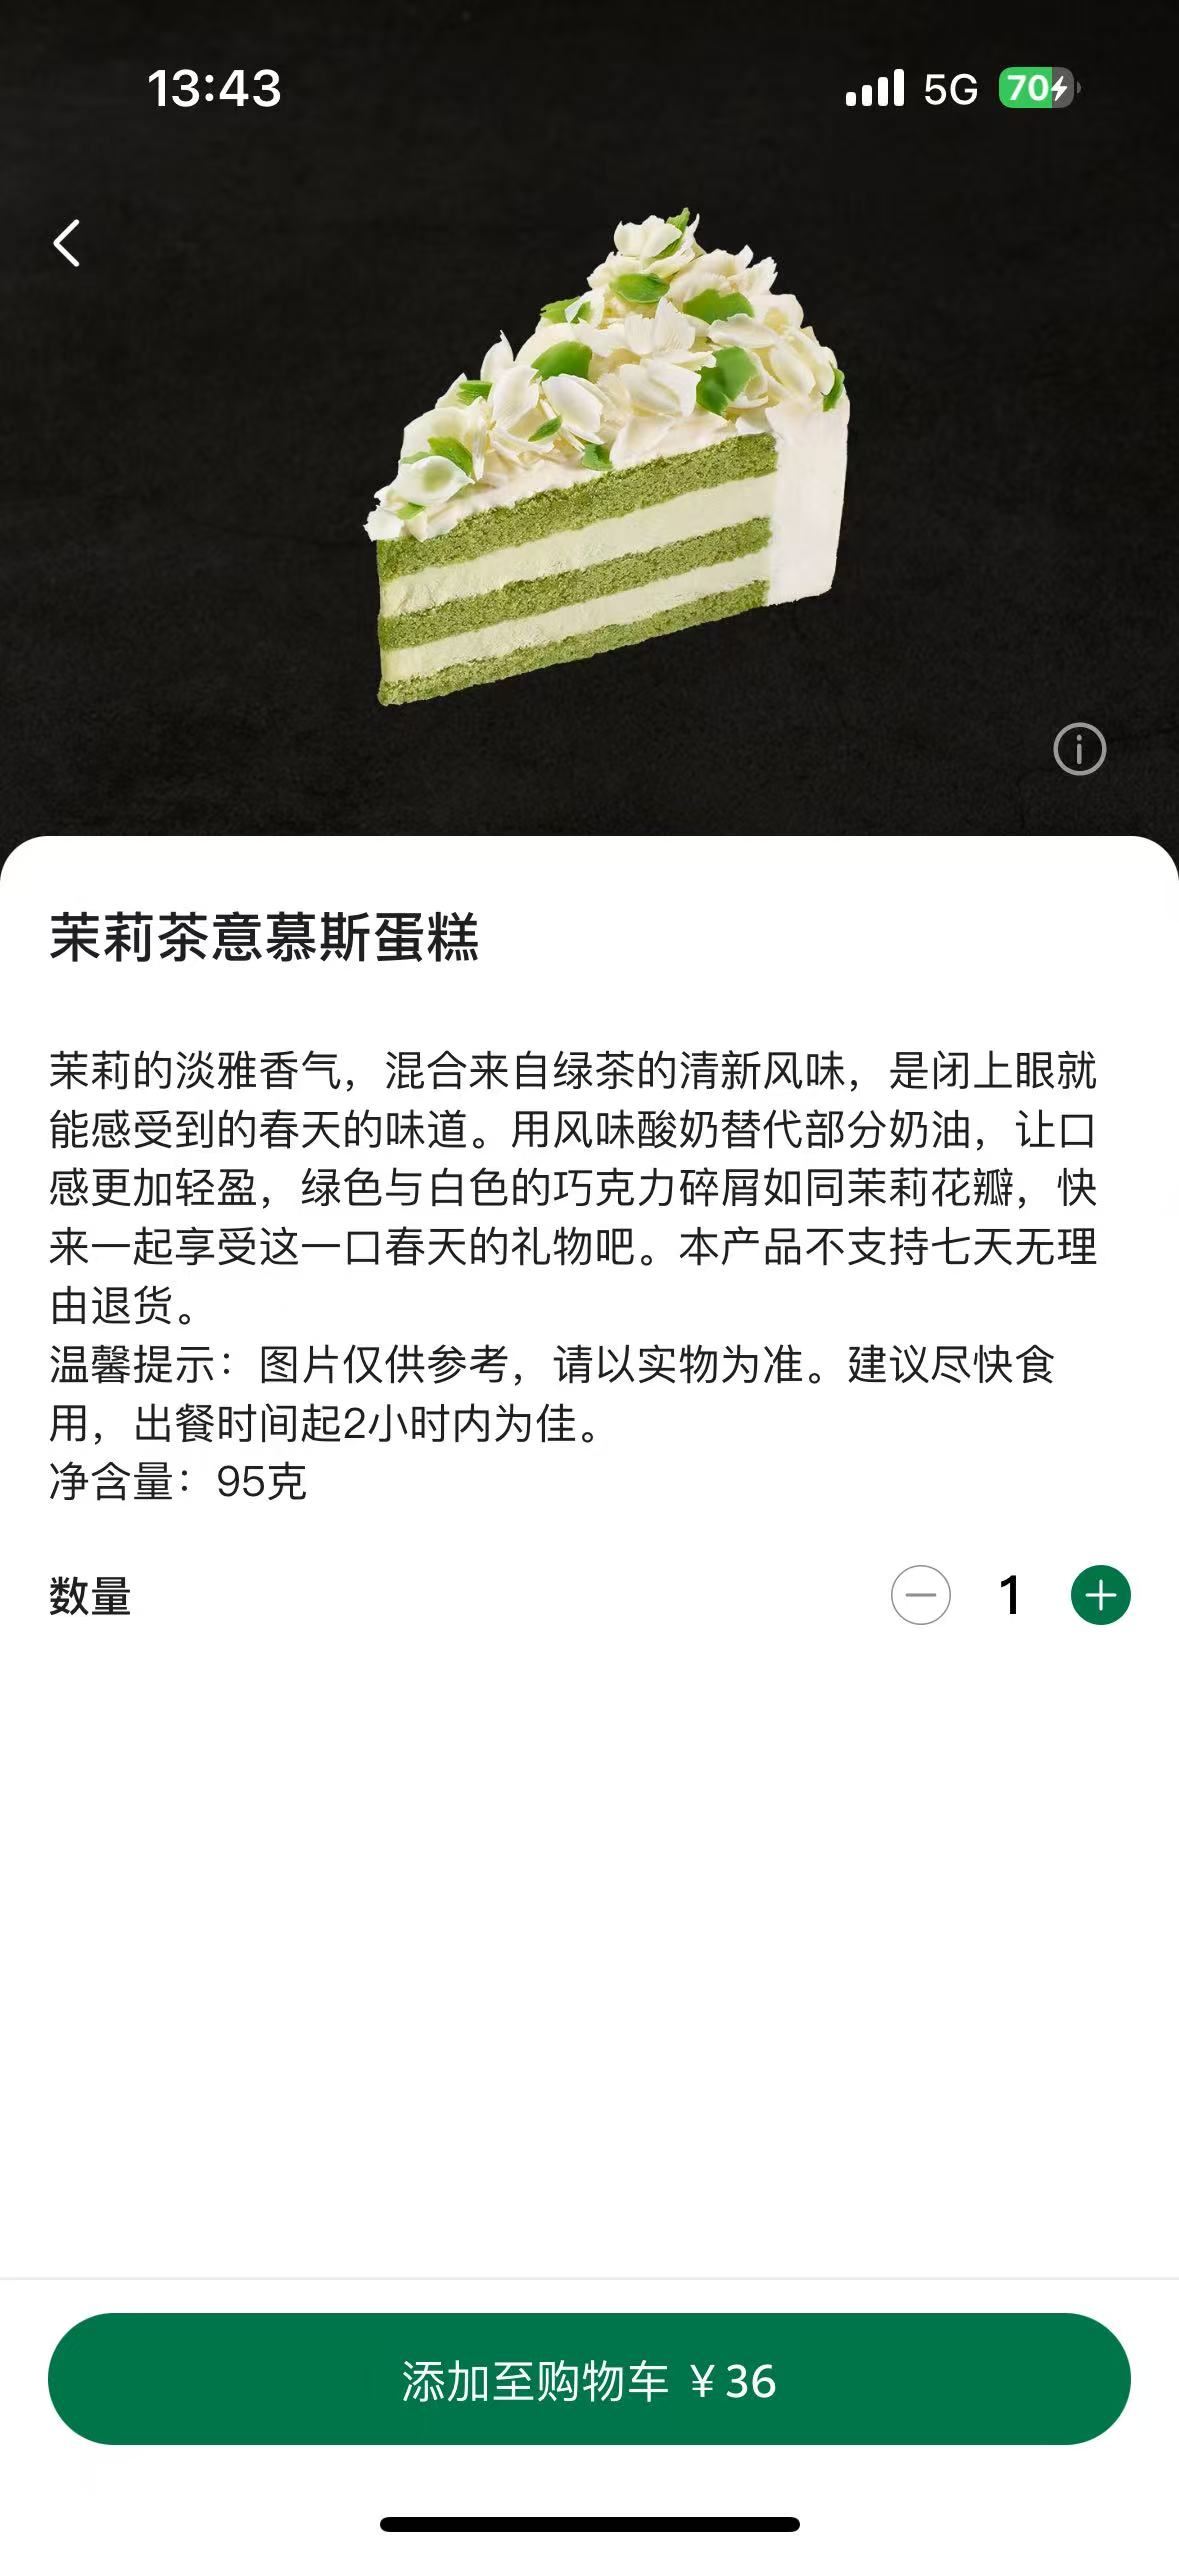 13:43
5G
70
茉莉茶意慕斯蛋糕
茉莉的淡雅香气，混合来自绿茶的清新风味，是闭上眼就
能感受到的春天的味道。用风味酸奶替代部分奶油，让口
感更加轻盈，绿色与白色的巧克力碎屑如同茉莉花瓣，快
来一起享受这一口春天的礼物吧。本产品不支持七天无理
由退货。
温馨提示：图片仅供参考，请以实物为准。建议尽快食
用，出餐时间起2小时内为佳。
净含量：95克
数量
1
添加至购物车 ￥36